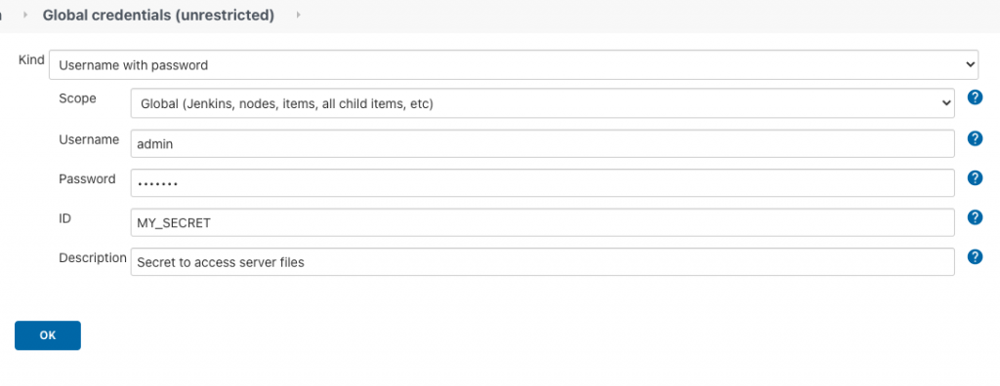 Global credentials (unrestricted)
Kind
Username with password
Scope
Global (Jenkins, nodes, items, all child items, etc)
?
Username
admin
?
Password
•••••••
?
ID
MY_SECRET
?
Description
Secret to access server files
?
OK